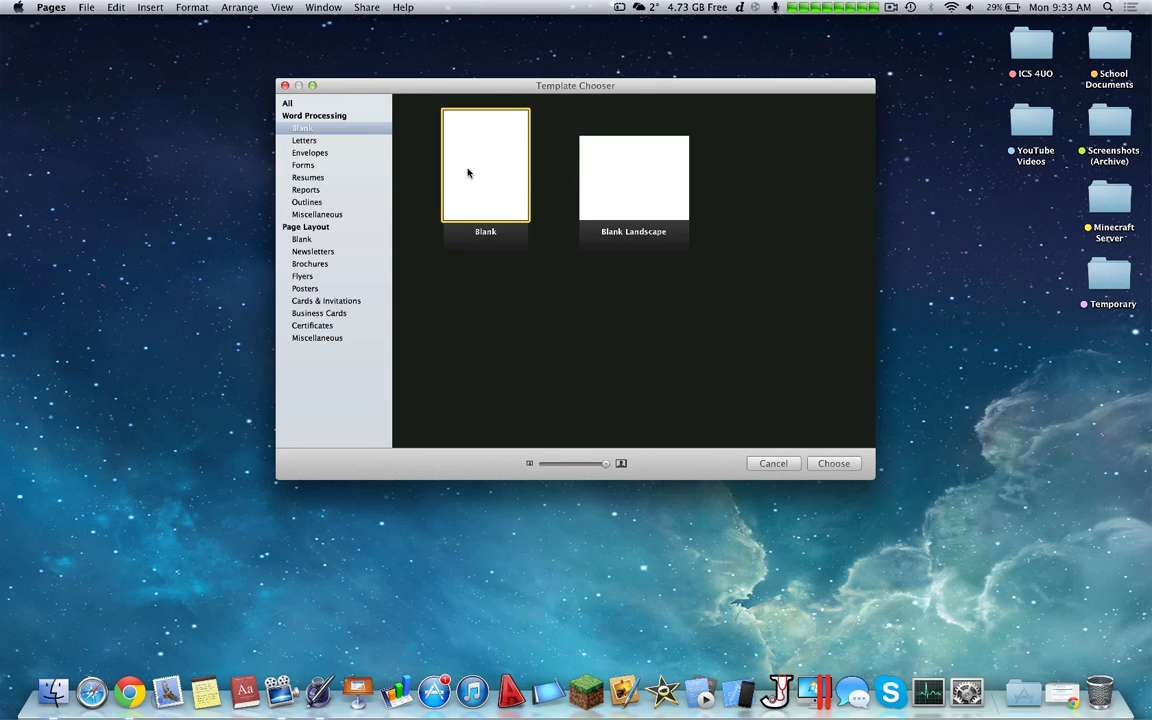 Pages File Edit Insert Format Arrange View Window Share Help 2° 4.73 GB Free d 29% Mon 9:33 AM
Template Chooser
All
Word Processing
Blank
Letters
Envelopes
Forms
Resumes
Reports
Outlines
Miscellaneous
Page Layout
Blank
Newsletters
Brochures
Flyers
Posters
Cards & Invitations
Business Cards
Certificates
Miscellaneous
Blank
Blank Landscape
Cancel
Choose
ICS 4UO
School
Documents
YouTube
Videos
Screenshots
(Archive)
Minecraft
Server
Temporary
Aa
1